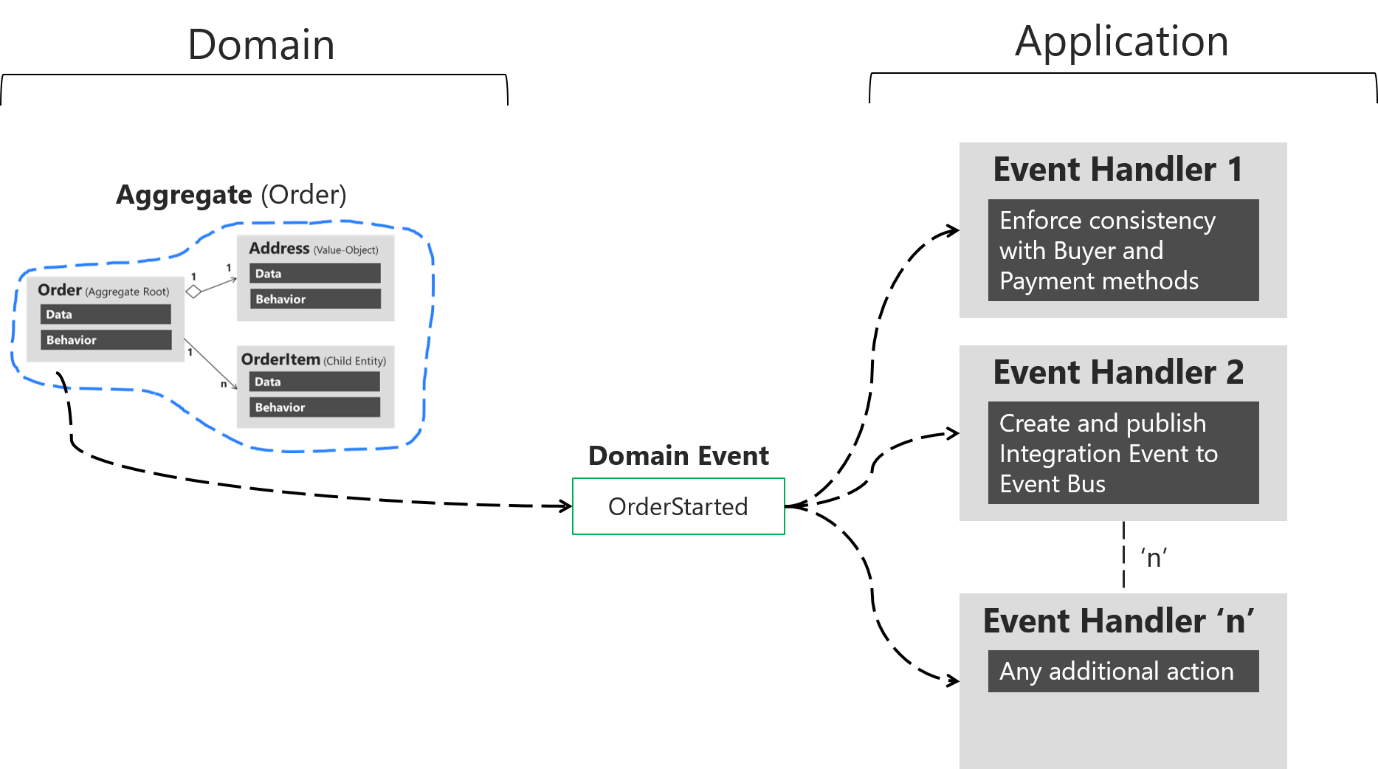 Domain
Application
Aggregate (Order)
Address (Value-Object)
Data
Behavior
1
1
Order (Aggregate Root)
Data
Behavior
1
n
OrderItem (Child Entity)
Data
Behavior
Domain Event
OrderStarted
Event Handler 1
Enforce consistency
with Buyer and
Payment methods
Event Handler 2
Create and publish
Integration Event to
Event Bus
‘n’
Event Handler ‘n’
Any additional action